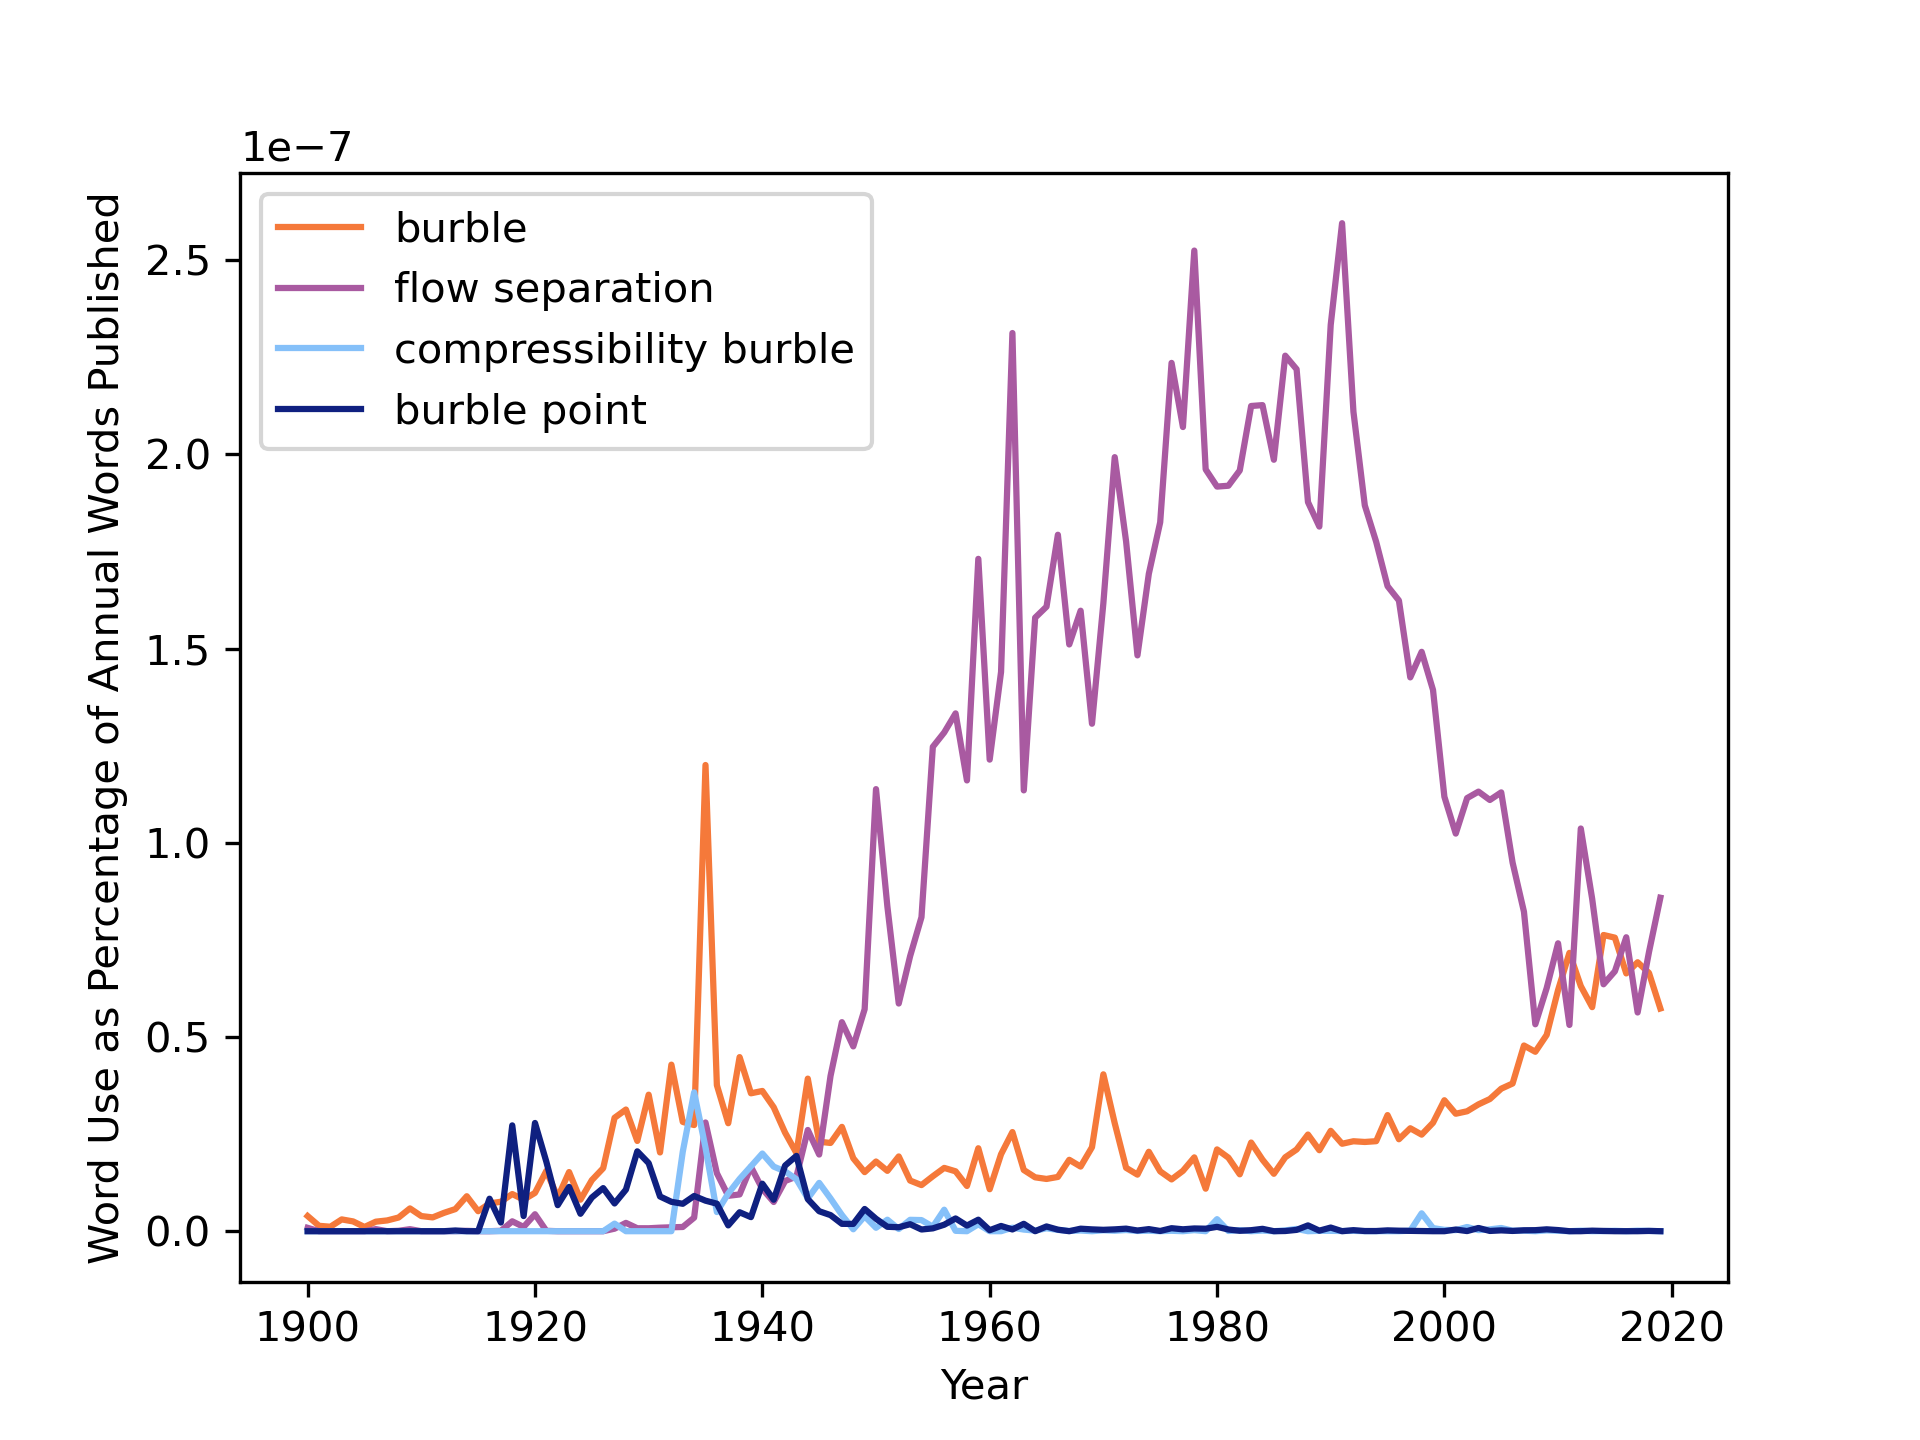 1e−7
Word Use as Percentage of Annual Words Published
burble
flow separation
compressibility burble
burble point
2.5
2.0
1.5
1.0
0.5
0.0
1900 1920 1940 1960 1980 2000 2020
Year